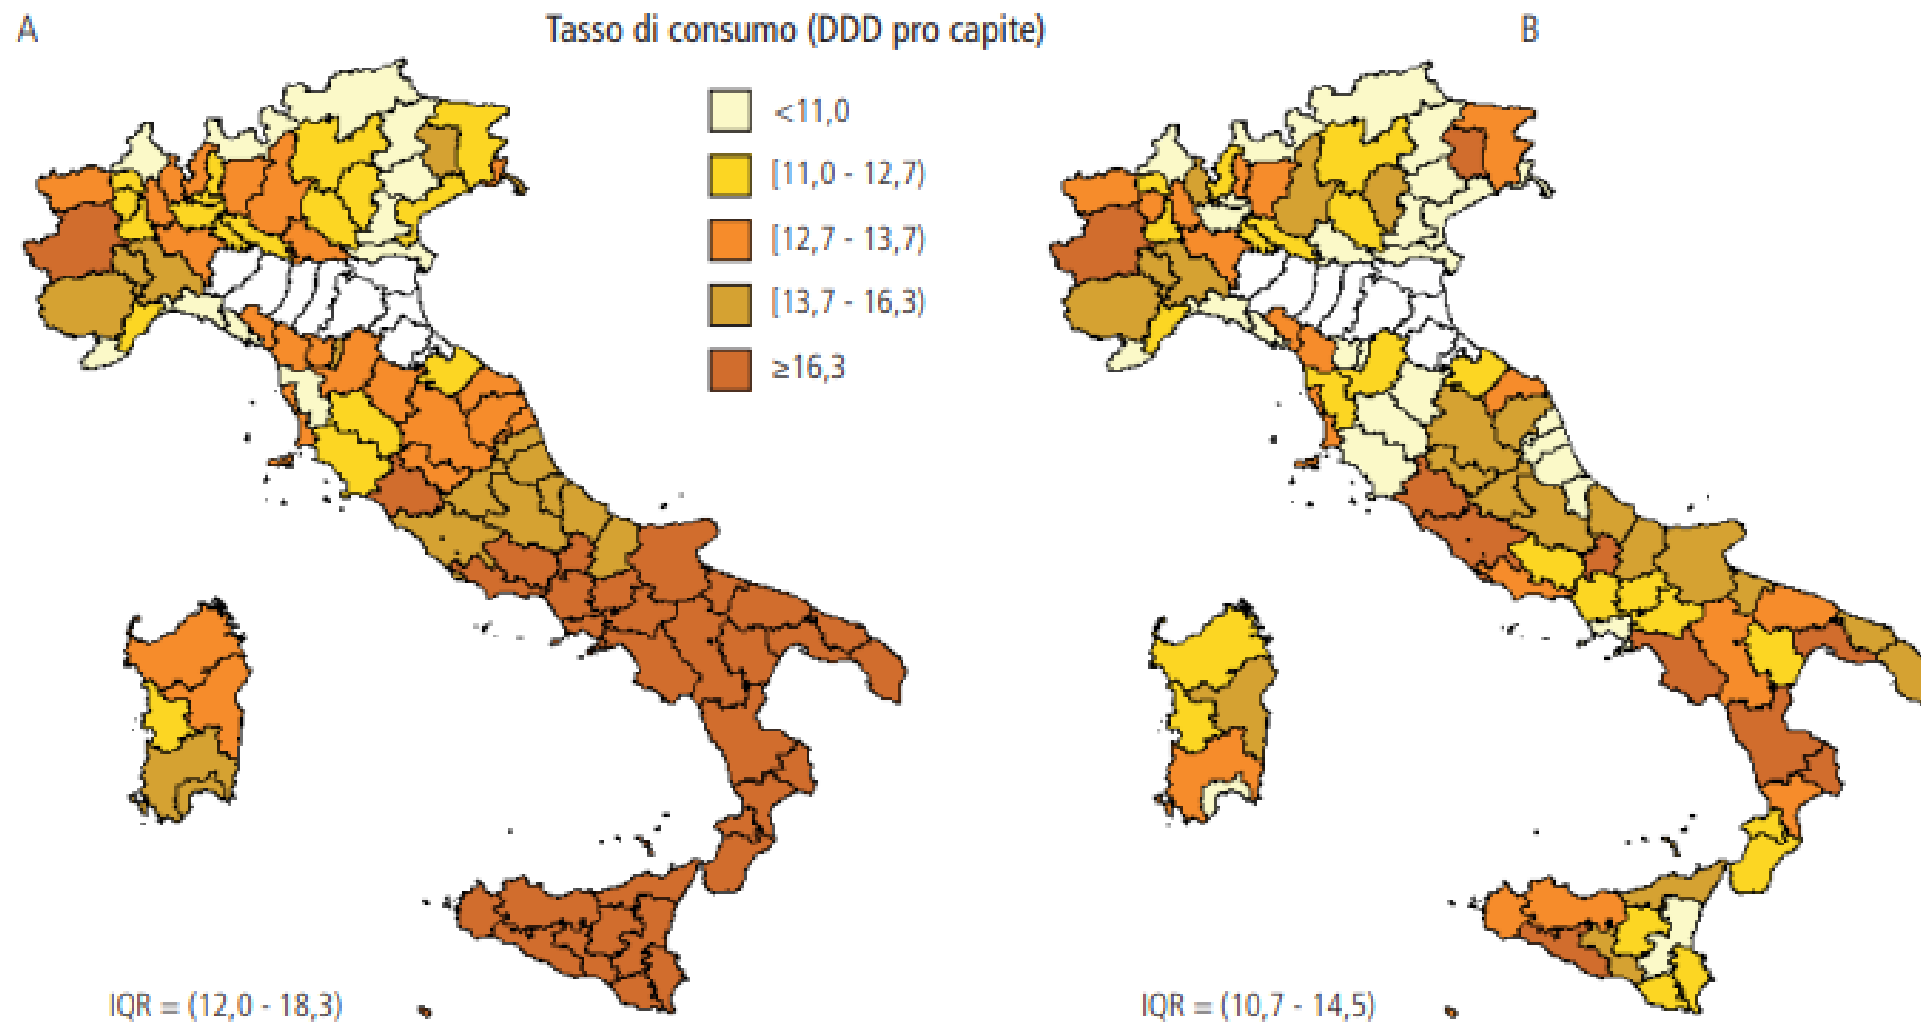 A
Tasso di consumo (DDD pro capite)
B
<11,0
[11,0 - 12,7)
[12,7 - 13,7)
[13,7 - 16,3)
≥16,3
IQR = (12,0 - 18,3)
IQR = (10,7 - 14,5)